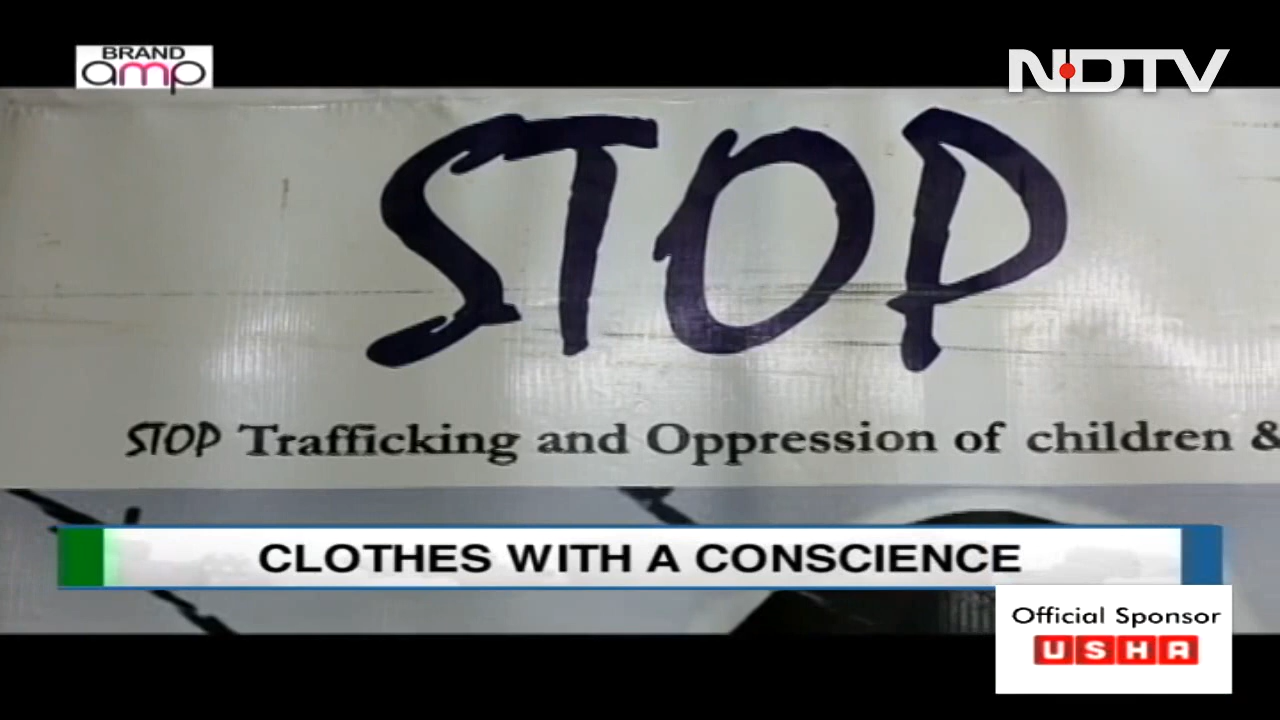 BRAND
amp
NDTV
STOP
STOP Trafficking and Oppression of children &
CLOTHES WITH A CONSCIENCE
Official Sponsor
USHA